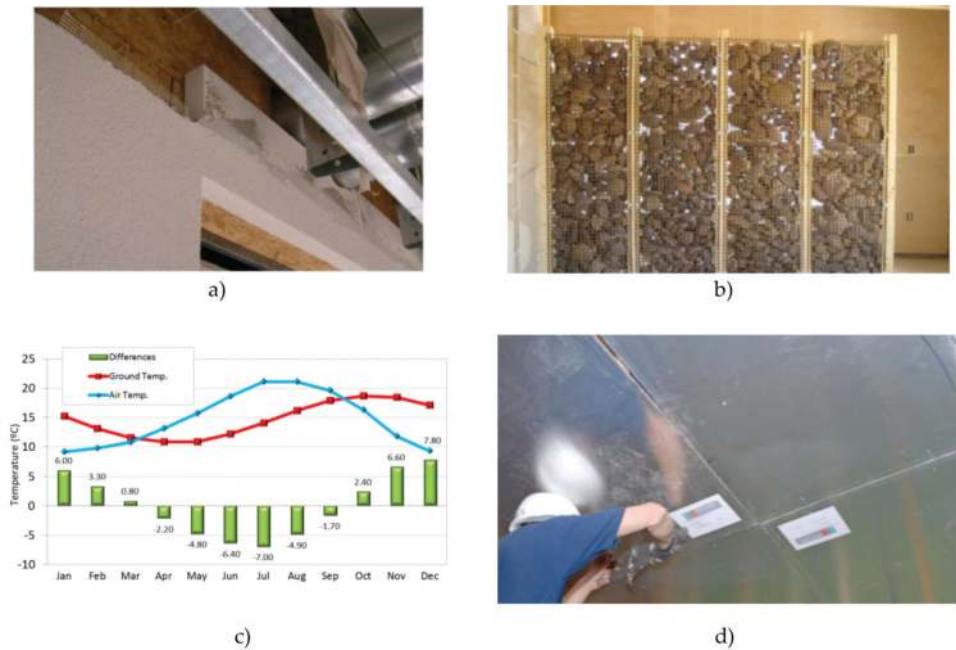 a)
b)
Differences
Ground Temp.
Air Temp.
Temperature (ºC)
25
20
15
10
5
0
-5
-10
6.00
3.30
0.80
-2.20
-4.80
-6.40
-7.00
-4.90
-1.70
2.40
6.60
7.80
Jan Feb Mar Apr May Jun Jul Aug Sep Oct Nov Dec
c)
d)